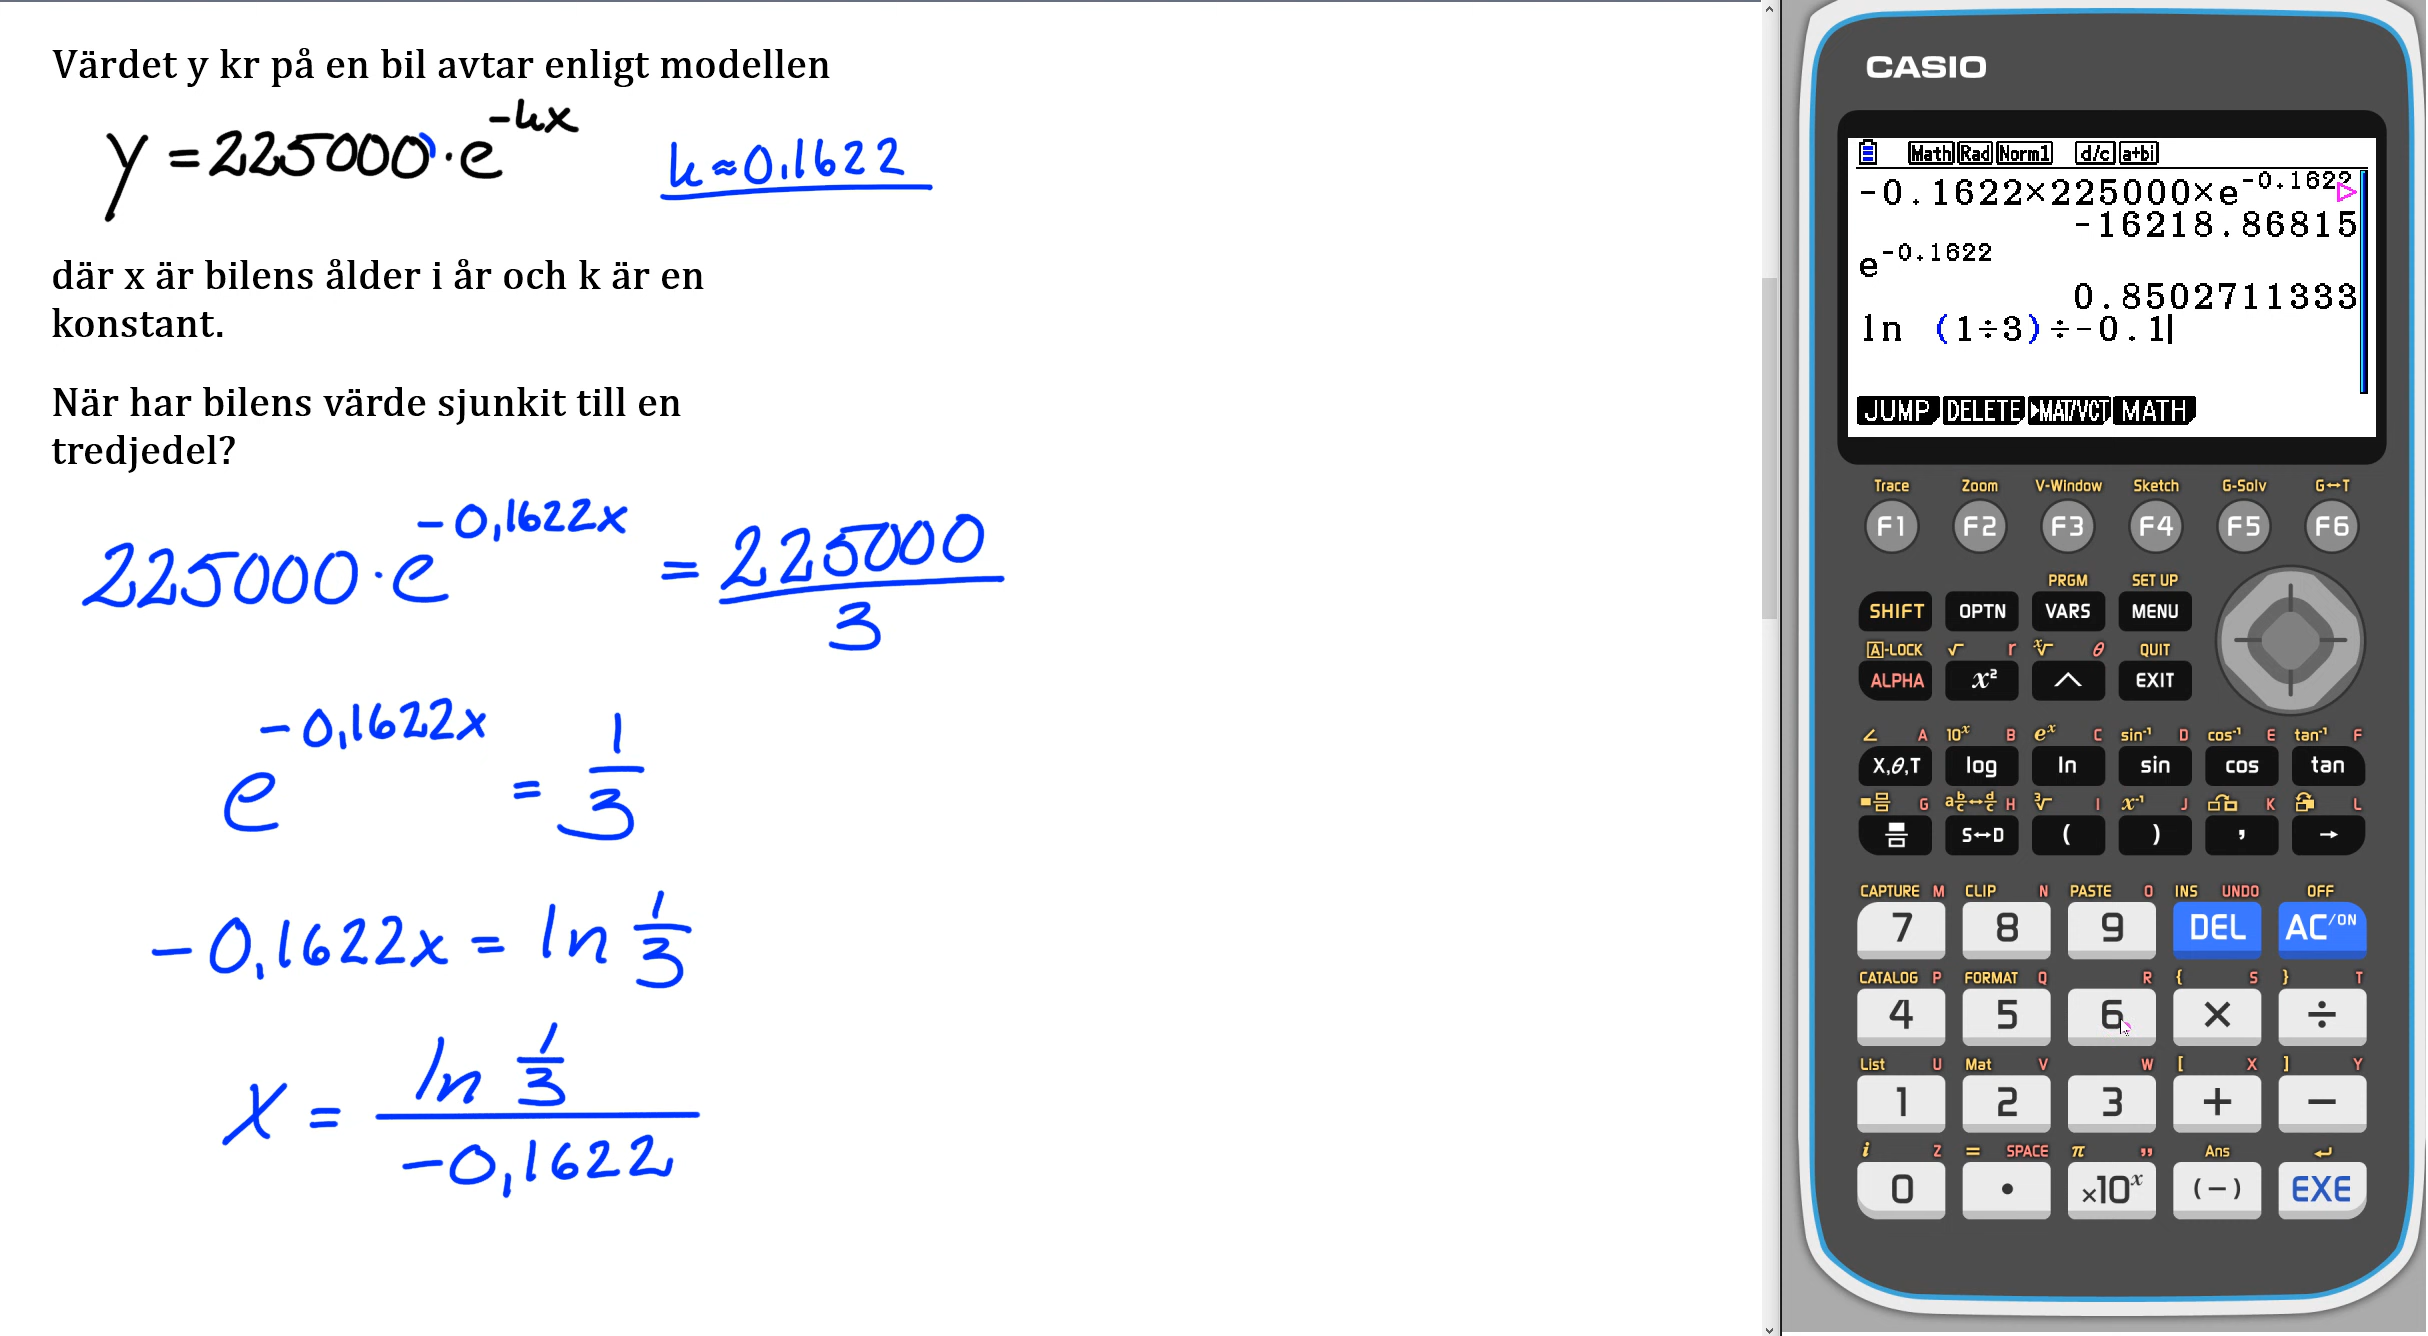 Värdet y kr på en bil avtar enligt modellen
y = 225000 · e^{-kx}
k ≈ 0,1622
där x är bilens ålder i år och k är en
konstant.
När har bilens värde sjunkit till en
tredjedel?
225000 · e^{-0,1622x} = 225000/3
e^{-0,1622x} = 1/3
-0,1622x = ln 1/3
x = ln 1/3 / -0,1622
CASIO
Math Rad Norm1 d/c a+bi
-0.1622×225000×e^{-0.1622
-16218.86815
e^{-0.1622}
0.8502711333
ln (1÷3)÷-0.1
JUMP DELETE ▶MAT/VCT MATH
Trace Zoom V-Window Sketch G-Solv G↔T
F1 F2 F3 F4 F5 F6
PRGM SET UP
SHIFT OPTN VARS MENU
A-LOCK √ r ˣ√ θ QUIT
ALPHA x² ^ EXIT
∠ A 10ˣ B eˣ C sin⁻¹ D cos⁻¹ E tan⁻¹ F
X,θ,T log ln sin cos tan
G a b/c↔d/c H ³√ I x⁻¹ J K L
S↔D ( ) , →
CAPTURE M CLIP N PASTE O INS UNDO OFF
7 8 9 DEL AC/ON
CATALOG P FORMAT Q R { S } T
4 5 6 × ÷
List U Mat V W [ X ] Y
1 2 3 + −
i Z = SPACE π " Ans ↵
0 • ×10ˣ (−) EXE